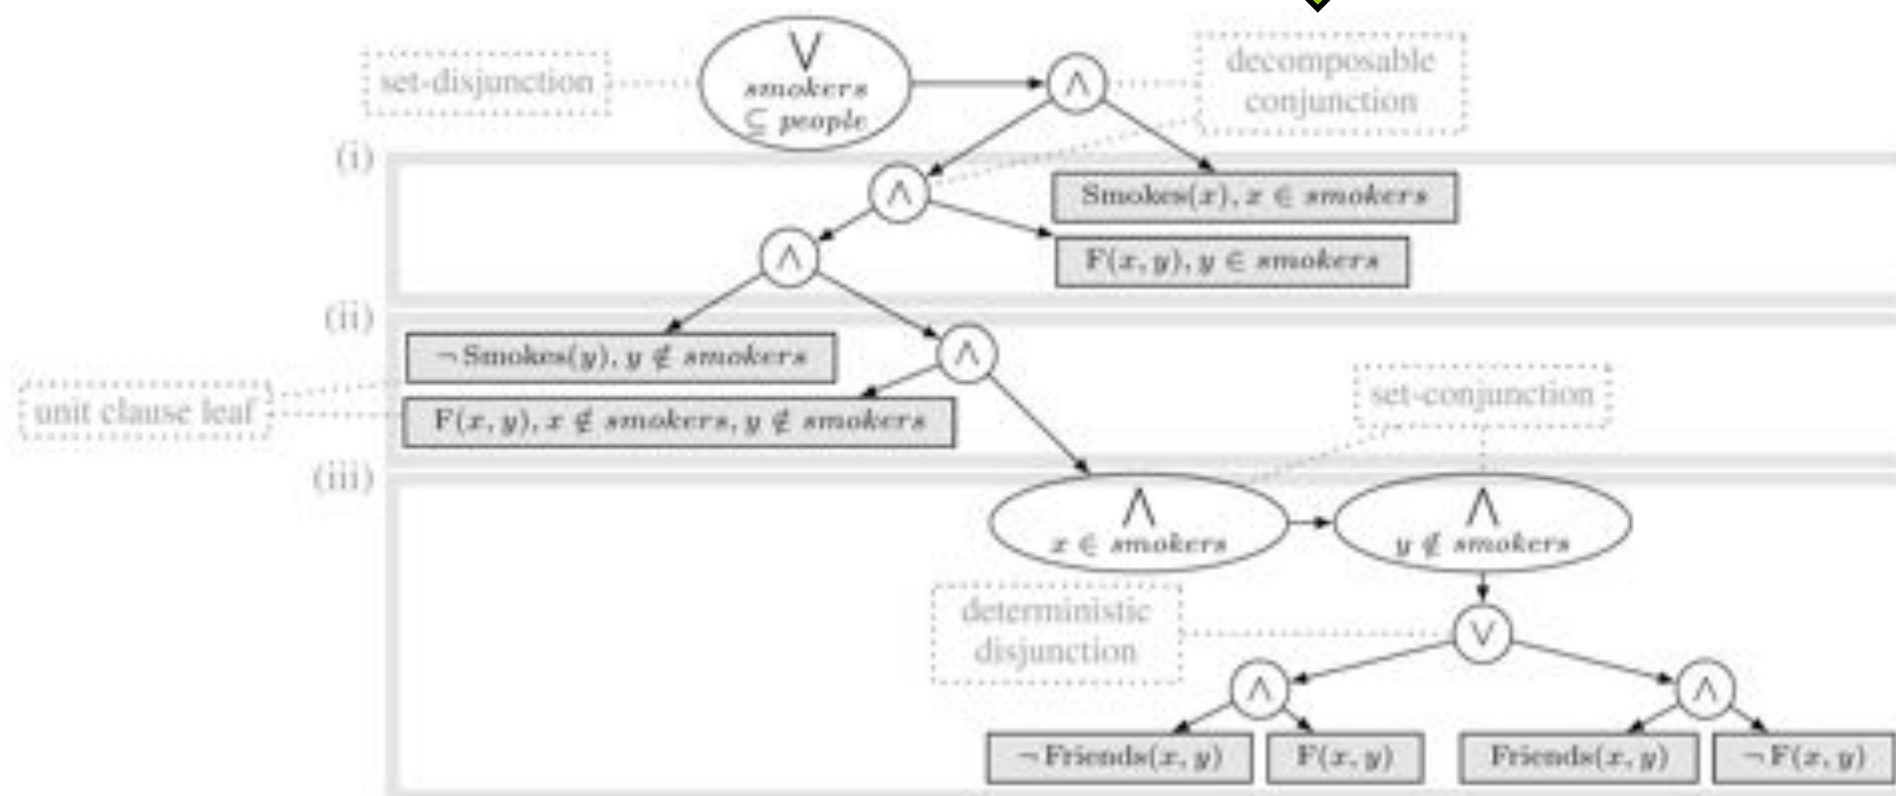 ⋁
smokers
⊆ people
set-disjunction
∧
decomposable
conjunction
(i)
∧
Smokes(x), x ∈ smokers
∧
F(x, y), y ∈ smokers
(ii)
¬ Smokes(y), y ∉ smokers
∧
unit clause leaf
F(x, y), x ∉ smokers, y ∉ smokers
set-conjunction
(iii)
⋀
x ∈ smokers
⋀
y ∉ smokers
deterministic
disjunction
∨
∧
∧
¬ Friends(x, y)
F(x, y)
Friends(x, y)
¬ F(x, y)